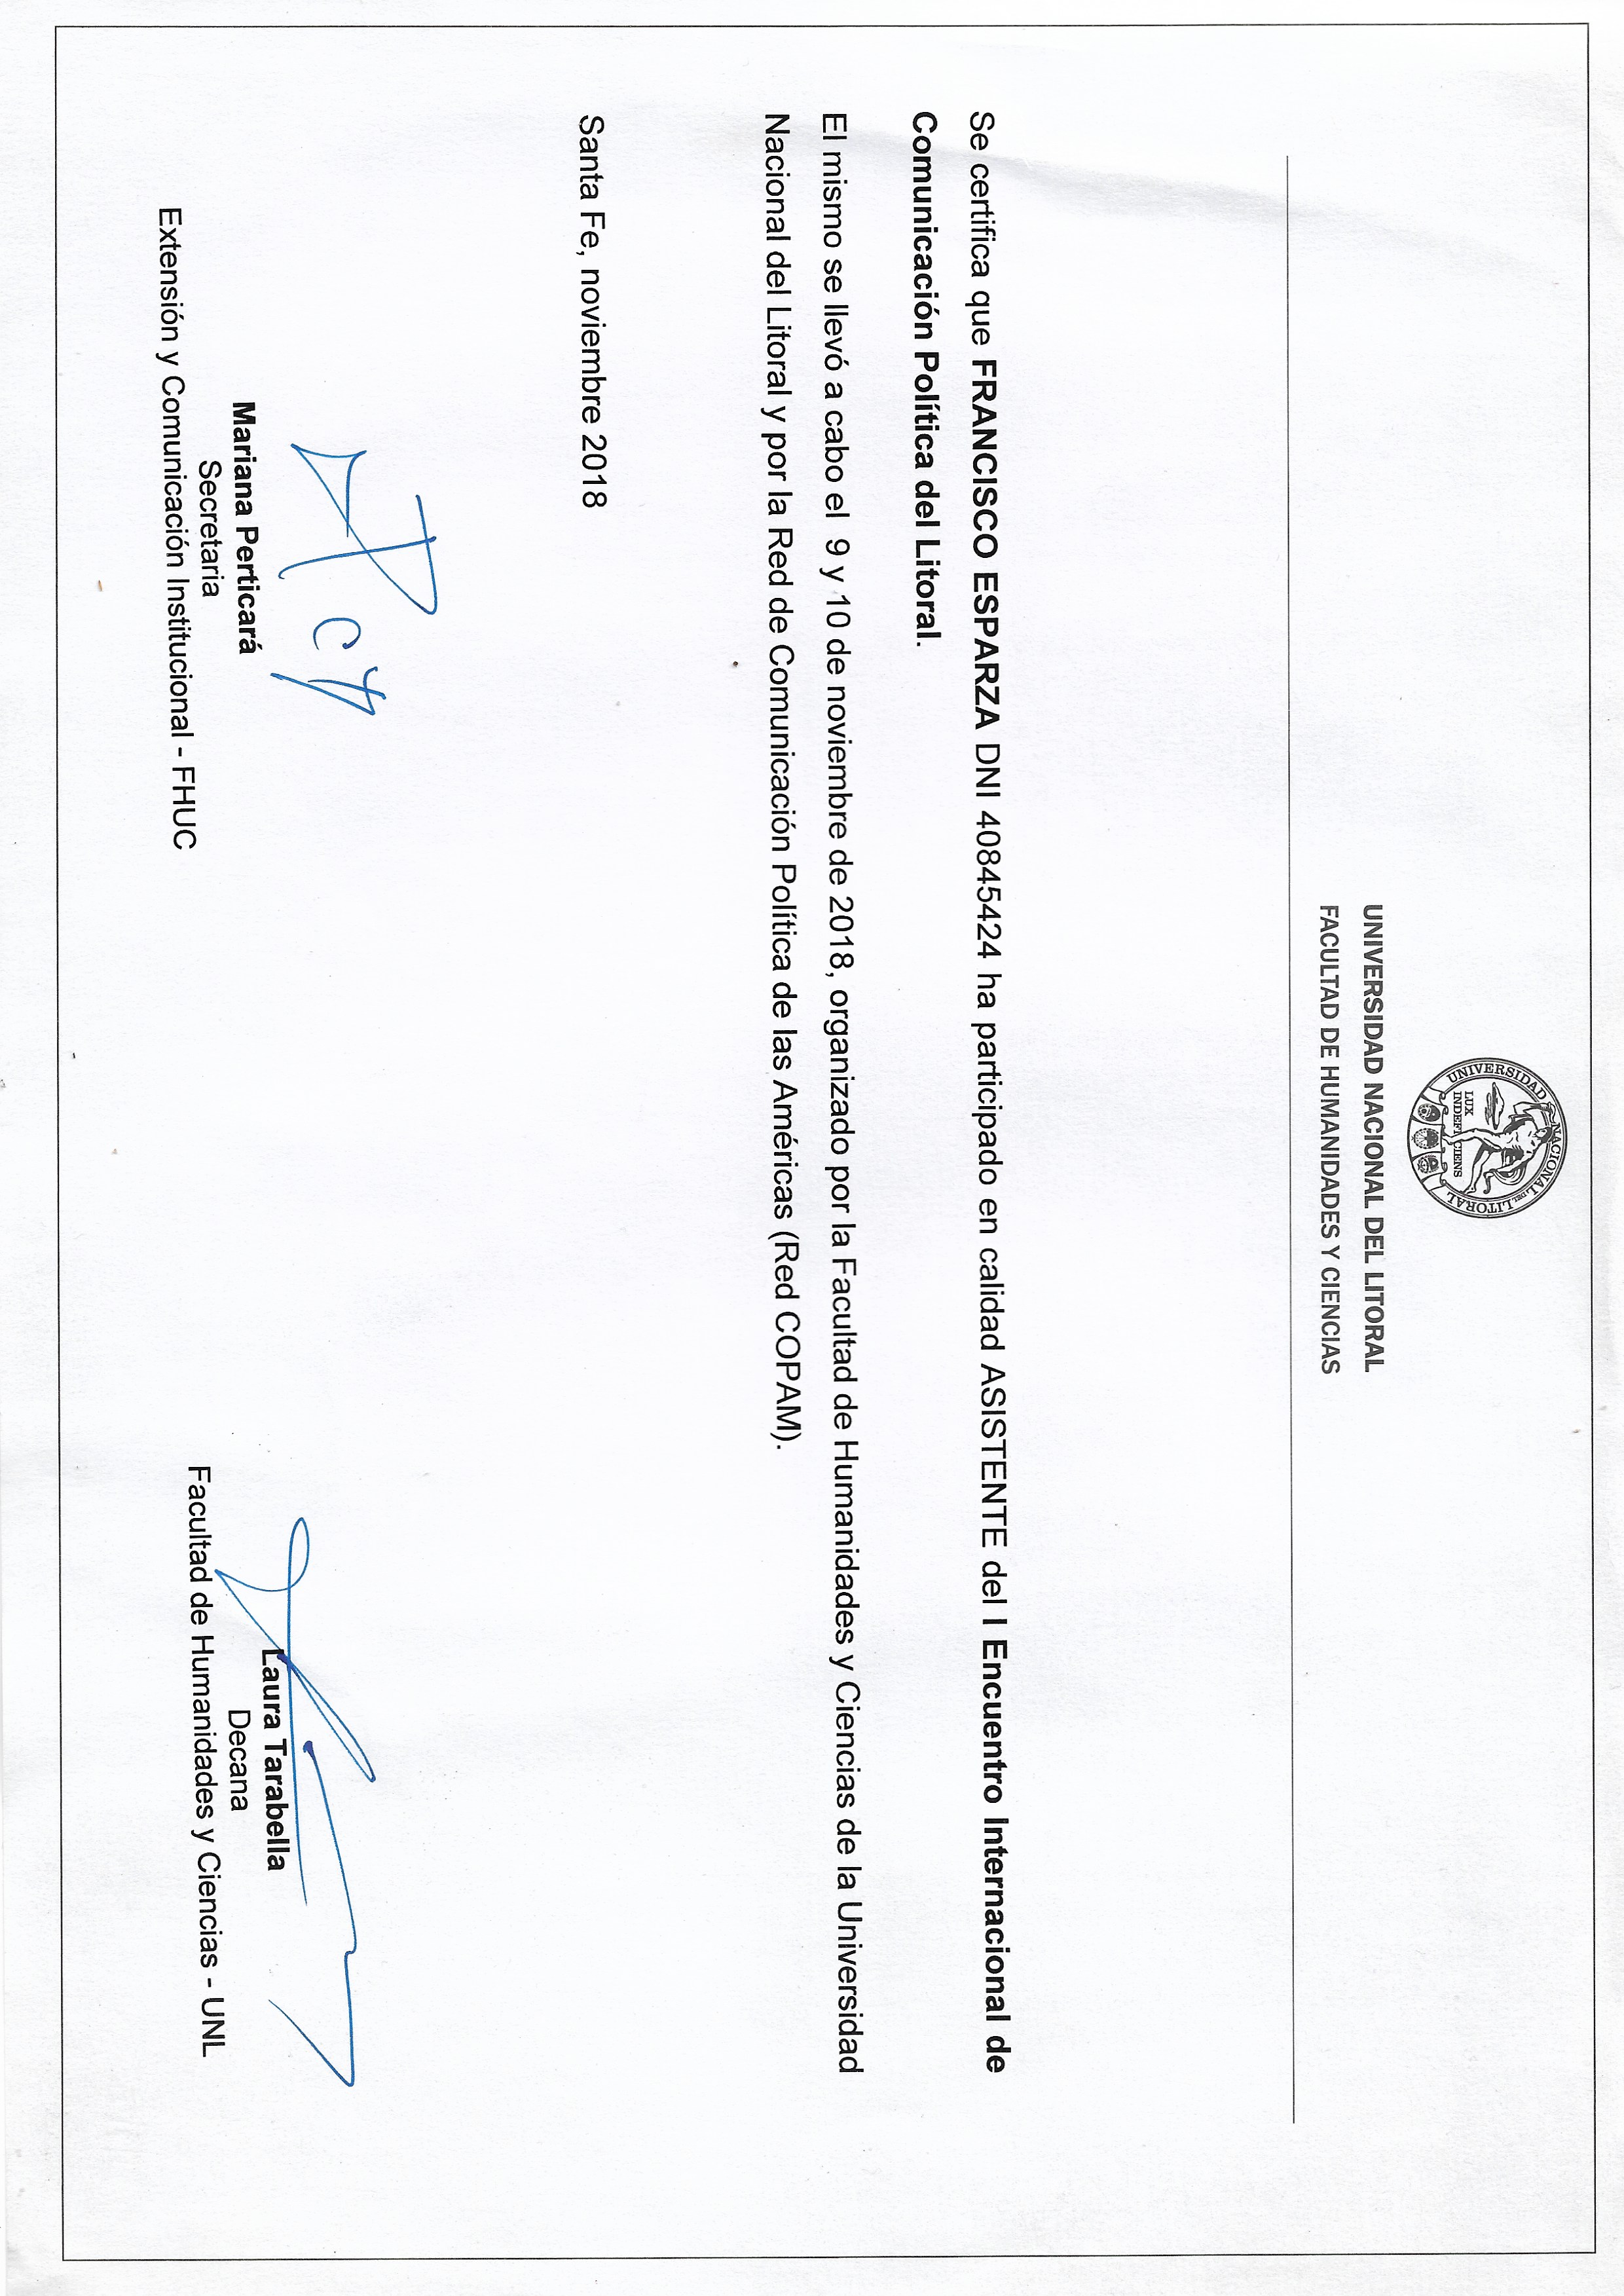 UNIVERSIDAD NACIONAL DEL LITORAL
LUX
INDEFICIENS
UNIVERSIDAD NACIONAL DEL LITORAL
FACULTAD DE HUMANIDADES Y CIENCIAS
Se certifica que FRANCISCO ESPARZA DNI 40845424 ha participado en calidad ASISTENTE del I Encuentro Internacional de
Comunicación Política del Litoral.
El mismo se llevó a cabo el 9 y 10 de noviembre de 2018, organizado por la Facultad de Humanidades y Ciencias de la Universidad
Nacional del Litoral y por la Red de Comunicación Política de las Américas (Red COPAM).
Santa Fe, noviembre 2018
Mariana Perticará
Secretaria
Extensión y Comunicación Institucional - FHUC
Laura Tarabella
Decana
Facultad de Humanidades y Ciencias - UNL